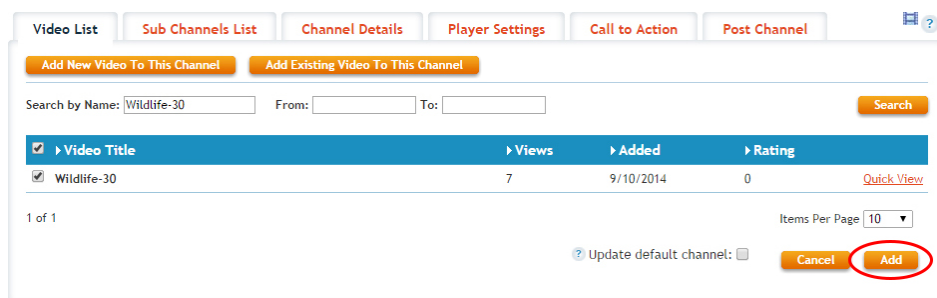 Video List Sub Channels List Channel Details Player Settings Call to Action Post Channel ?
Add New Video To This Channel Add Existing Video To This Channel
Search by Name: Wildlife-30 From: To: Search
Video Title Views Added Rating
Wildlife-30 7 9/10/2014 0 Quick View
1 of 1 Items Per Page 10
? Update default channel: Cancel Add